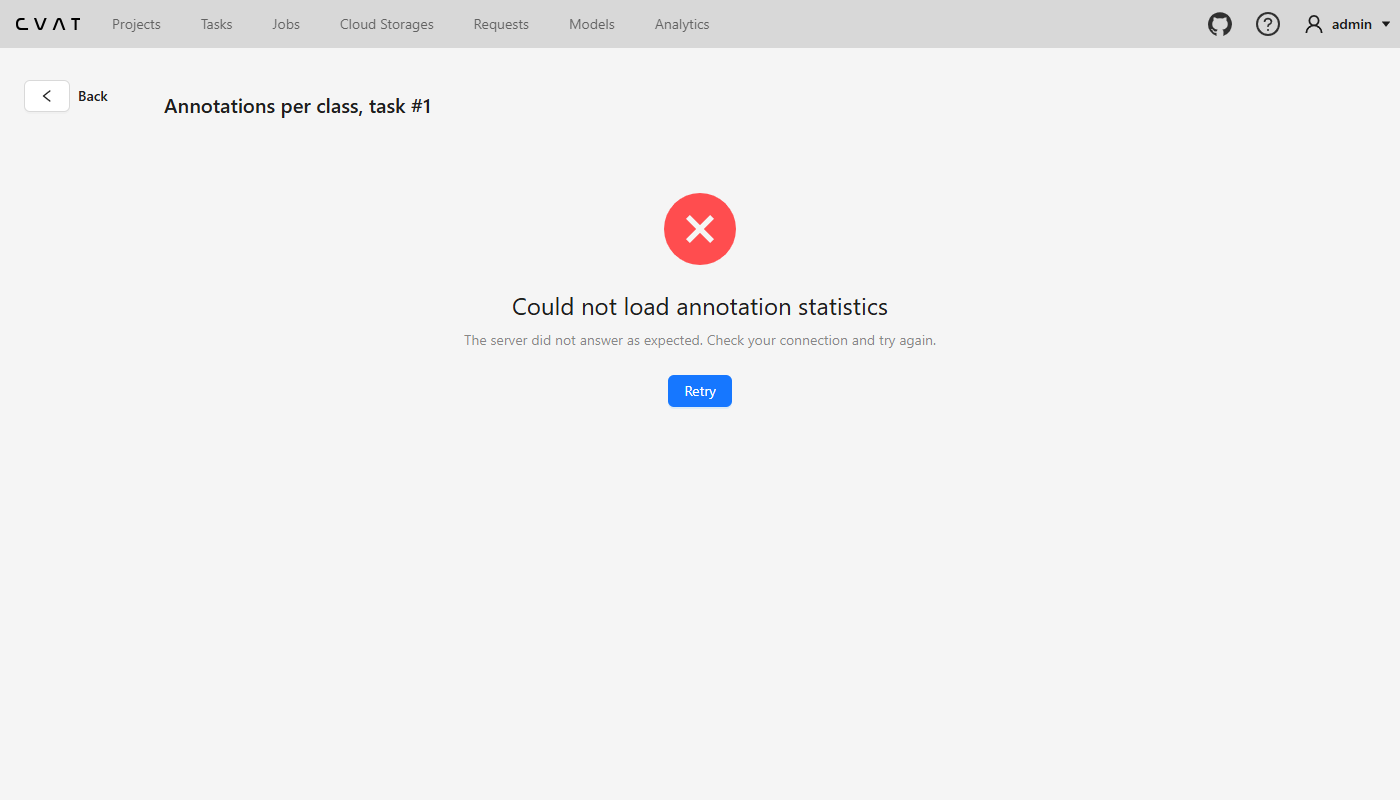 CVAT Projects Tasks Jobs Cloud Storages Requests Models Analytics admin
Back
Annotations per class, task #1
Could not load annotation statistics
The server did not answer as expected. Check your connection and try again.
Retry